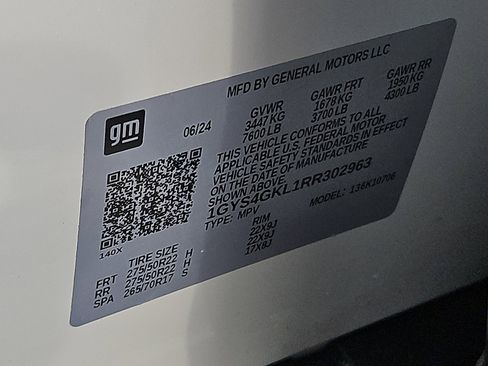 gm
MFD BY GENERAL MOTORS LLC
06/24
GVWR GAWR FRT GAWR RR
3447 KG 1678 KG 1950 KG
7600 LB 3700 LB 4300 LB
THIS VEHICLE CONFORMS TO ALL
APPLICABLE U.S. FEDERAL MOTOR
VEHICLE SAFETY STANDARDS IN EFFECT
ON THE DATE OF MANUFACTURE
SHOWN ABOVE.
1GYS4GKL1RR302963
TYPE: MPV MODEL: 136K10706
140X
TIRE SIZE RIM
FRT 275/50R22 H 22X9J
RR 275/50R22 H 22X9J
SPA 265/70R17 S 17X8J